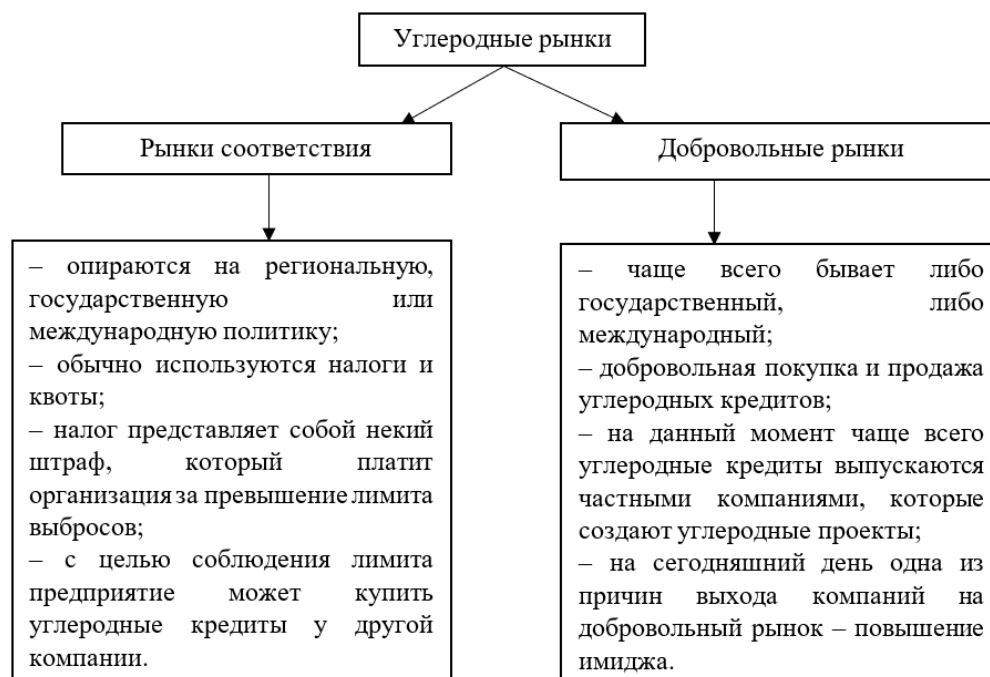 Углеродные рынки
Рынки соответствия
Добровольные рынки
– опираются на региональную,
государственную или
международную политику;
– обычно используются налоги и
квоты;
– налог представляет собой некий
штраф, который платит
организация за превышение лимита
выбросов;
– с целью соблюдения лимита
предприятие может купить
углеродные кредиты у другой
компании.
– чаще всего бывает либо
государственный, либо
международный;
– добровольная покупка и продажа
углеродных кредитов;
– на данный момент чаще всего
углеродные кредиты выпускаются
частными компаниями, которые
создают углеродные проекты;
– на сегодняшний день одна из
причин выхода компаний на
добровольный рынок – повышение
имиджа.